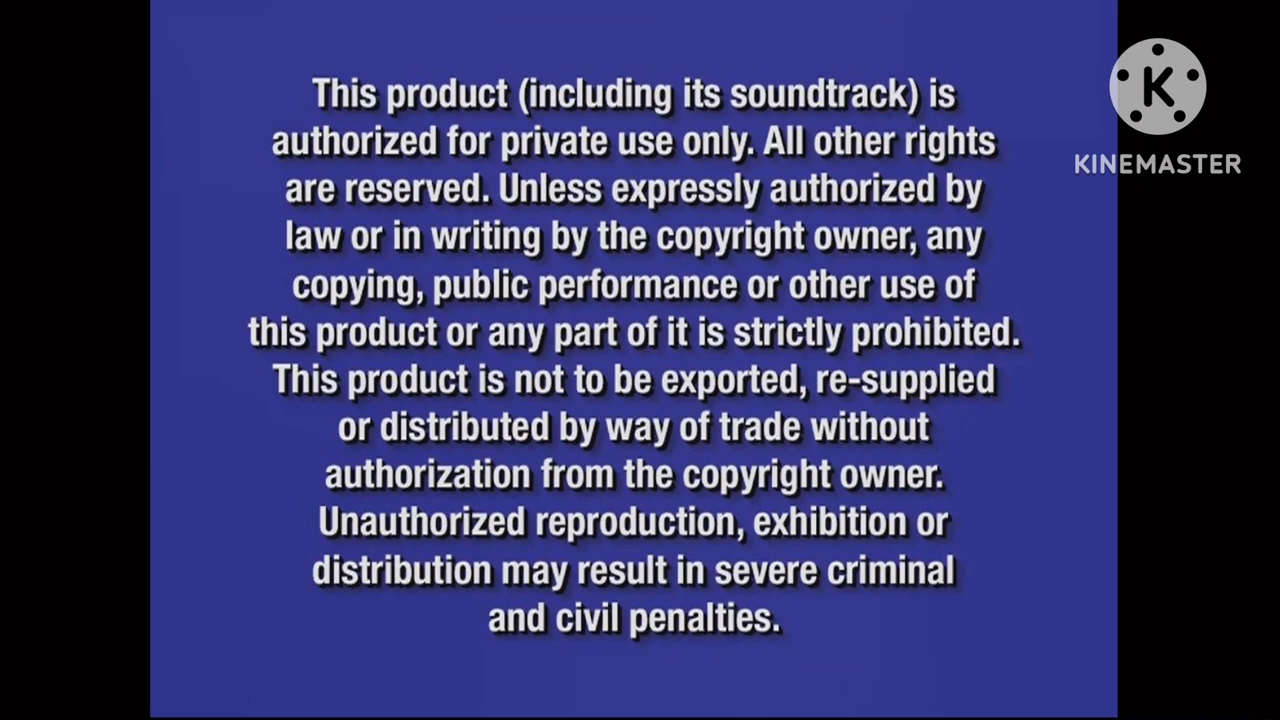 This product (including its soundtrack) is
authorized for private use only. All other rights
are reserved. Unless expressly authorized by
law or in writing by the copyright owner, any
copying, public performance or other use of
this product or any part of it is strictly prohibited.
This product is not to be exported, re-supplied
or distributed by way of trade without
authorization from the copyright owner.
Unauthorized reproduction, exhibition or
distribution may result in severe criminal
and civil penalties.
K
KINEMASTER